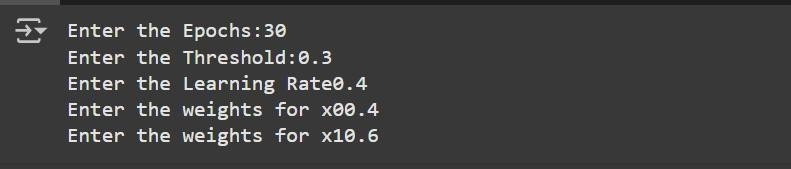 Enter the Epochs:30
Enter the Threshold:0.3
Enter the Learning Rate0.4
Enter the weights for x00.4
Enter the weights for x10.6